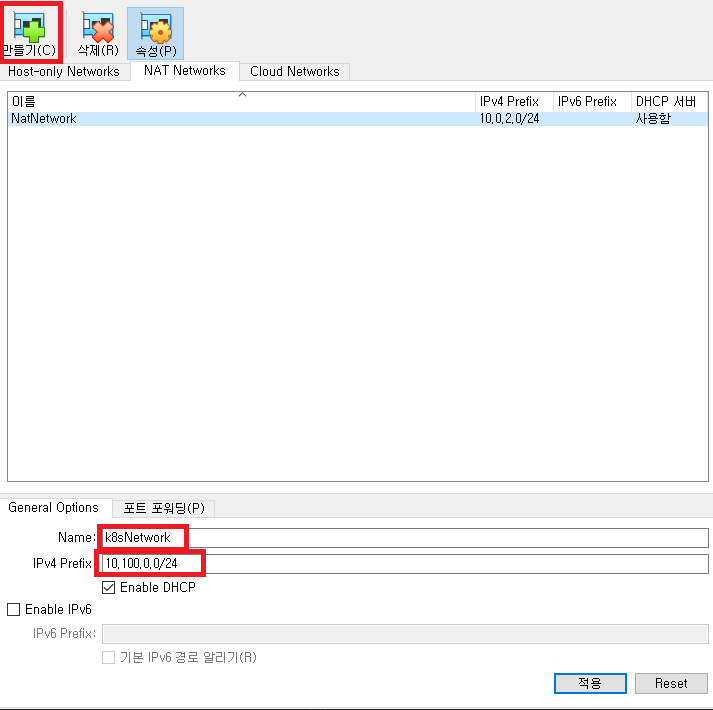 만들기(C) 삭제(R) 속성(P)
Host-only Networks NAT Networks Cloud Networks
이름 IPv4 Prefix IPv6 Prefix DHCP 서버
NatNetwork 10.0.2.0/24 사용함
General Options 포트 포워딩(P)
Name: k8sNetwork
IPv4 Prefix 10.100.0.0/24
Enable DHCP
Enable IPv6
IPv6 Prefix:
기본 IPv6 경로 알리기(R)
적용 Reset